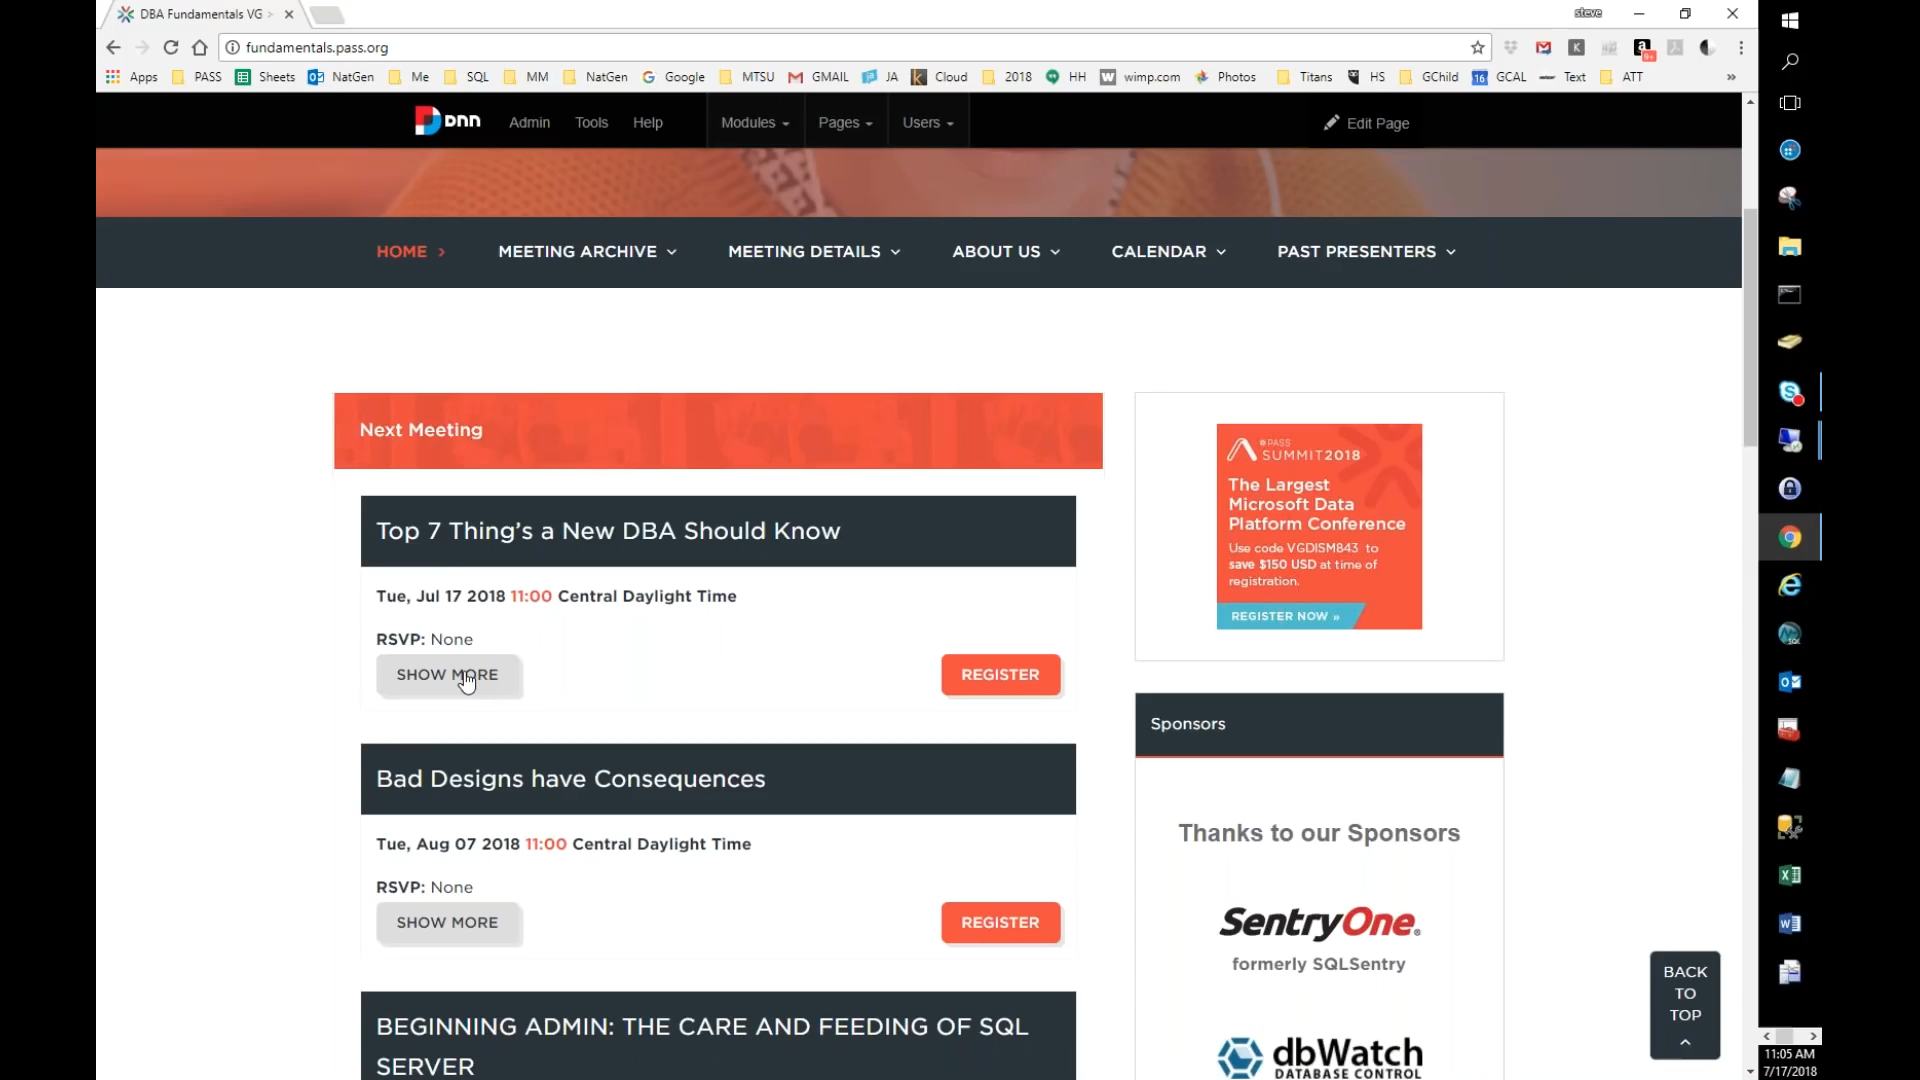 DBA Fundamentals VG >
steve
fundamentals.pass.org
Apps PASS Sheets NatGen Me SQL MM NatGen Google MTSU GMAIL JA Cloud 2018 HH wimp.com Photos Titans HS GChild GCAL Text ATT »
DNN Admin Tools Help Modules Pages Users Edit Page
HOME > MEETING ARCHIVE MEETING DETAILS ABOUT US CALENDAR PAST PRESENTERS
Next Meeting
Top 7 Thing's a New DBA Should Know
Tue, Jul 17 2018 11:00 Central Daylight Time
RSVP: None
SHOW MORE
REGISTER
Bad Designs have Consequences
Tue, Aug 07 2018 11:00 Central Daylight Time
RSVP: None
SHOW MORE
REGISTER
BEGINNING ADMIN: THE CARE AND FEEDING OF SQL
SERVER
PASS
SUMMIT2018
The Largest
Microsoft Data
Platform Conference
Use code VGDISM843 to
save $150 USD at time of
registration.
REGISTER NOW »
Sponsors
Thanks to our Sponsors
SentryOne
formerly SQLSentry
dbWatch
DATABASE CONTROL
BACK
TO
TOP
11:05 AM
7/17/2018